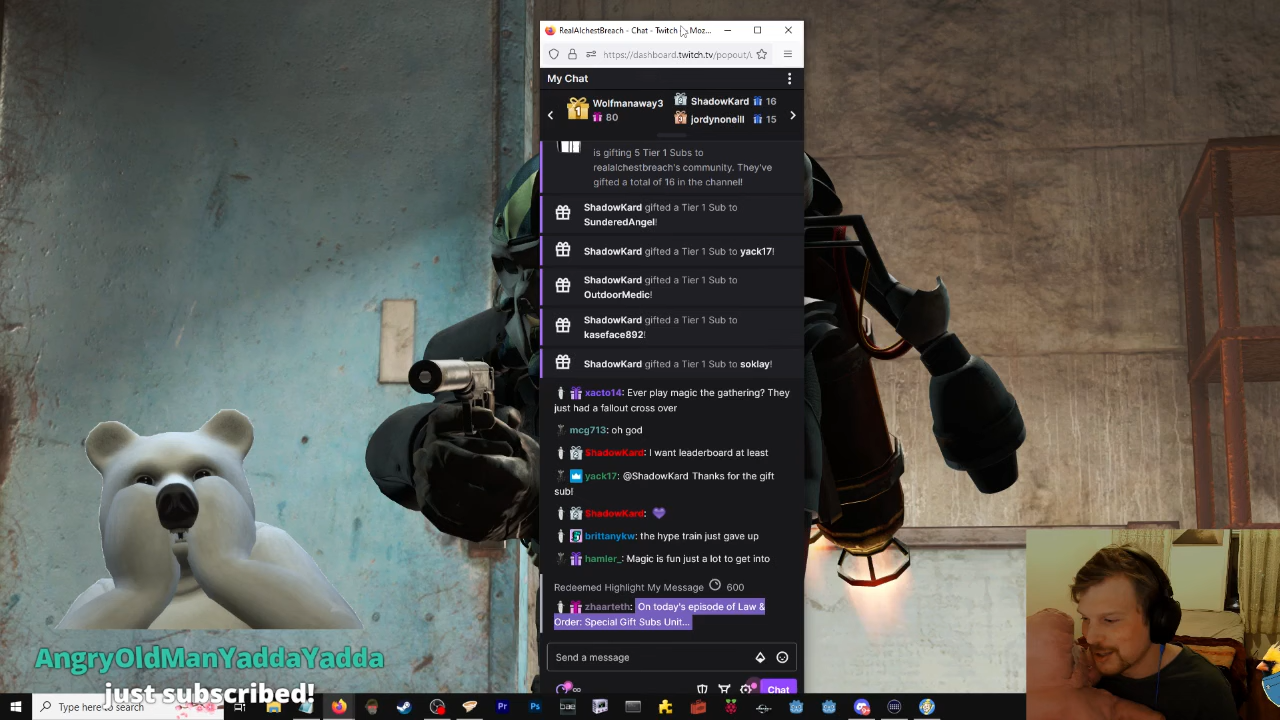 RealAlchestBreach - Chat - Twitch — Moz...
https://dashboard.twitch.tv/popout/
My Chat
Wolfmanaway3
80
ShadowKard 16
jordynoneill 15
is gifting 5 Tier 1 Subs to
realalchestbreach's community. They've
gifted a total of 16 in the channel!
ShadowKard gifted a Tier 1 Sub to
SunderedAngel!
ShadowKard gifted a Tier 1 Sub to yack17!
ShadowKard gifted a Tier 1 Sub to
OutdoorMedic!
ShadowKard gifted a Tier 1 Sub to
kaseface892!
ShadowKard gifted a Tier 1 Sub to soklay!
xacto14: Ever play magic the gathering? They
just had a fallout cross over
mcg713: oh god
ShadowKard: I want leaderboard at least
yack17: @ShadowKard Thanks for the gift
sub!
ShadowKard:
brittanykw: the hype train just gave up
hamler_: Magic is fun just a lot to get into
Redeemed Highlight My Message 600
zhaarteth: On today's episode of Law &
Order: Special Gift Subs Unit...
Send a message
Chat
AngryOldManYaddaYadda
just subscribed!
Type here to search
Pr
Ps
bae